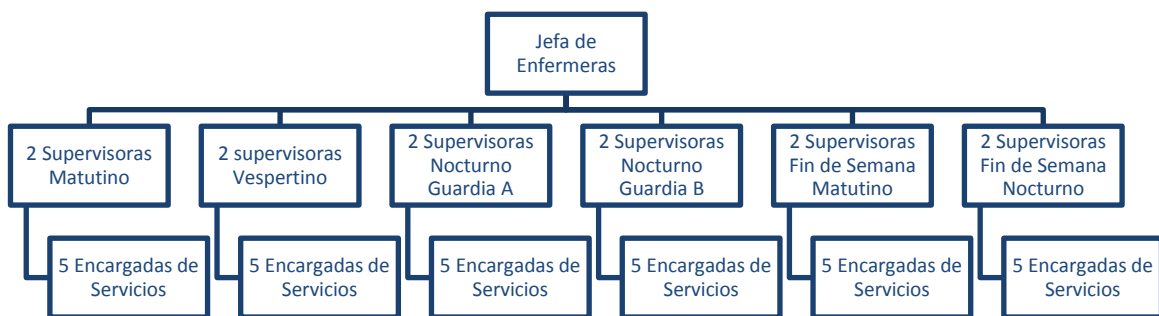 Jefa de
Enfermeras
2 Supervisoras
Matutino
2 supervisoras
Vespertino
2 Supervisoras
Nocturno
Guardia A
2 Supervisoras
Nocturno
Guardia B
2 Supervisoras
Fin de Semana
Matutino
2 Supervisoras
Fin de Semana
Nocturno
5 Encargadas de
Servicios
5 Encargadas de
Servicios
5 Encargadas de
Servicios
5 Encargadas de
Servicios
5 Encargadas de
Servicios
5 Encargadas de
Servicios